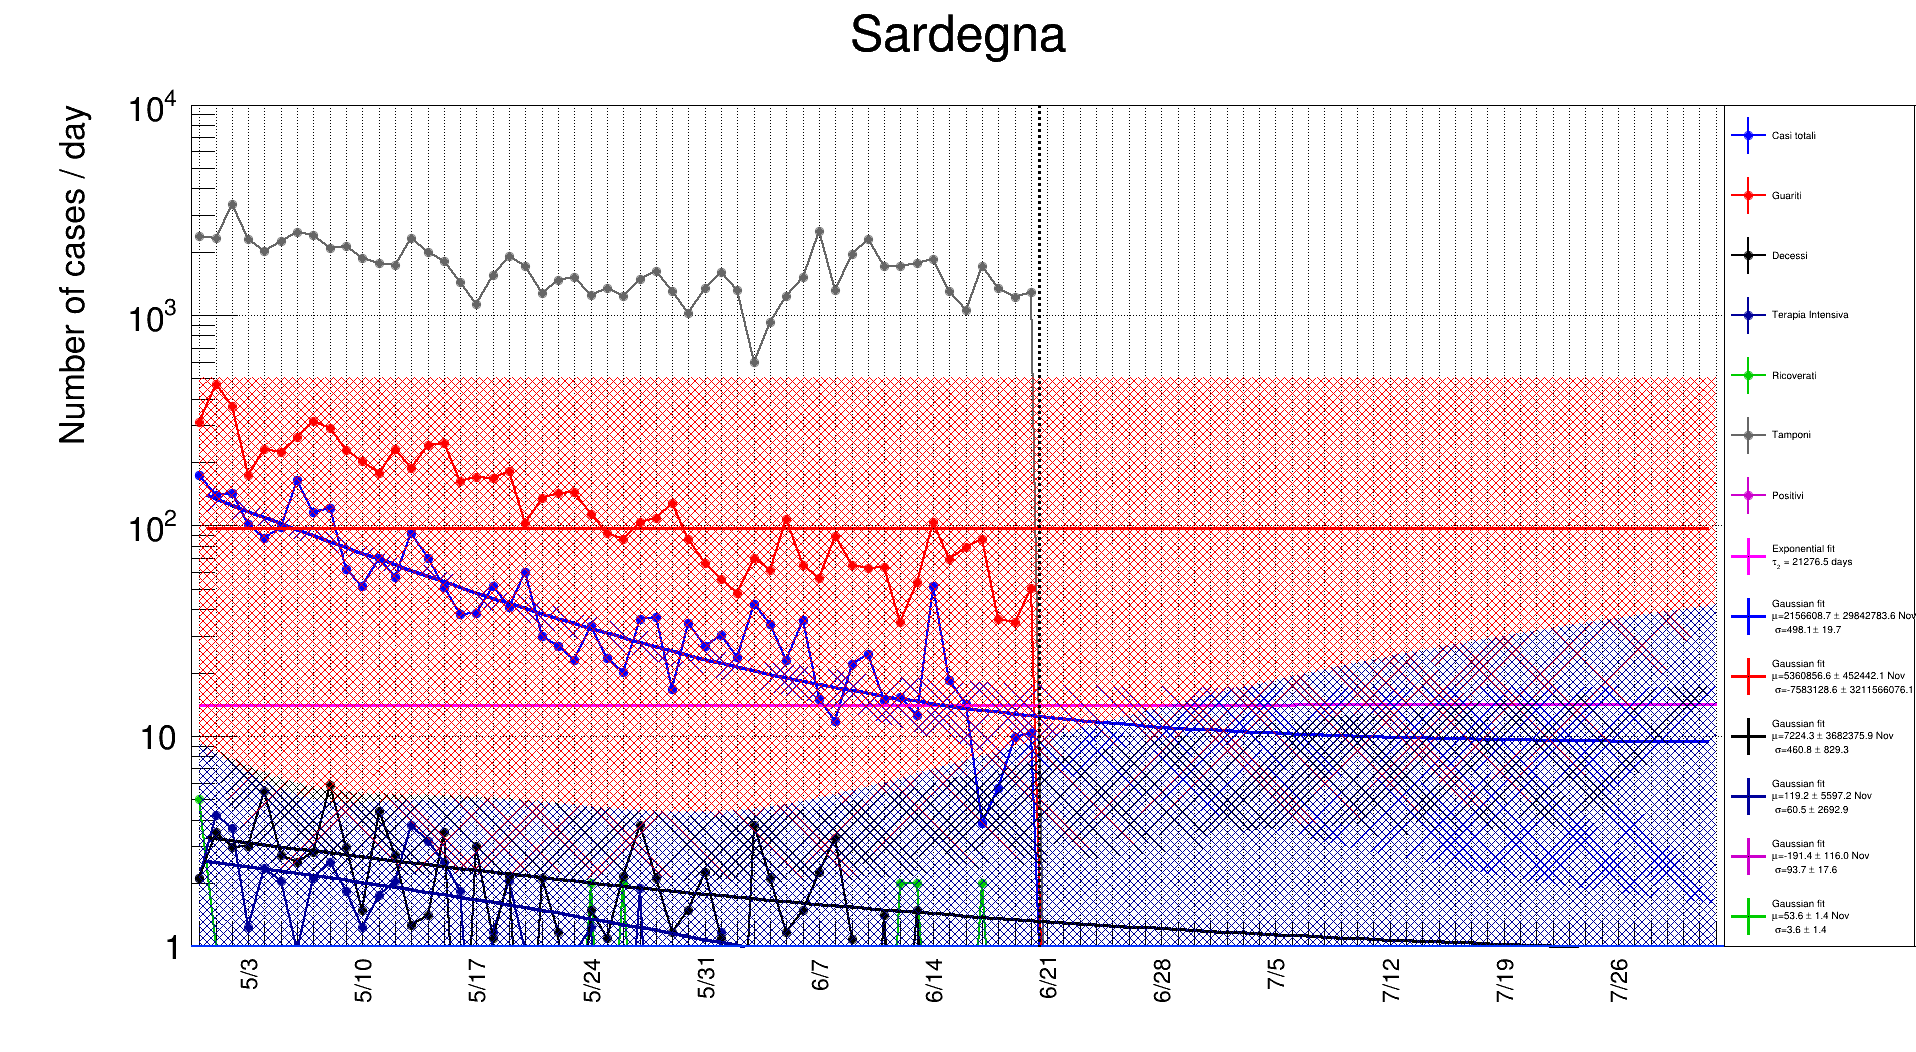 Sardegna
Number of cases / day
10⁴
10³
10²
10
1
5/3
5/10
5/17
5/24
5/31
6/7
6/14
6/21
6/28
7/5
7/12
7/19
7/26
Casi totali
Guariti
Decessi
Terapia Intensiva
Ricoverati
Tamponi
Positivi
Exponential fit
τ₂ = 21276.5 days
Gaussian fit
μ=2156608.7 ± 29842783.6 Nov
σ=498.1 ± 19.7
Gaussian fit
μ=5360856.6 ± 452442.1 Nov
σ=-7583128.6 ± 3211566076.1
Gaussian fit
μ=7224.3 ± 3682375.9 Nov
σ=460.8 ± 829.3
Gaussian fit
μ=119.2 ± 5597.2 Nov
σ=60.5 ± 2692.9
Gaussian fit
μ=-191.4 ± 116.0 Nov
σ=93.7 ± 17.6
Gaussian fit
μ=53.6 ± 1.4 Nov
σ=3.6 ± 1.4